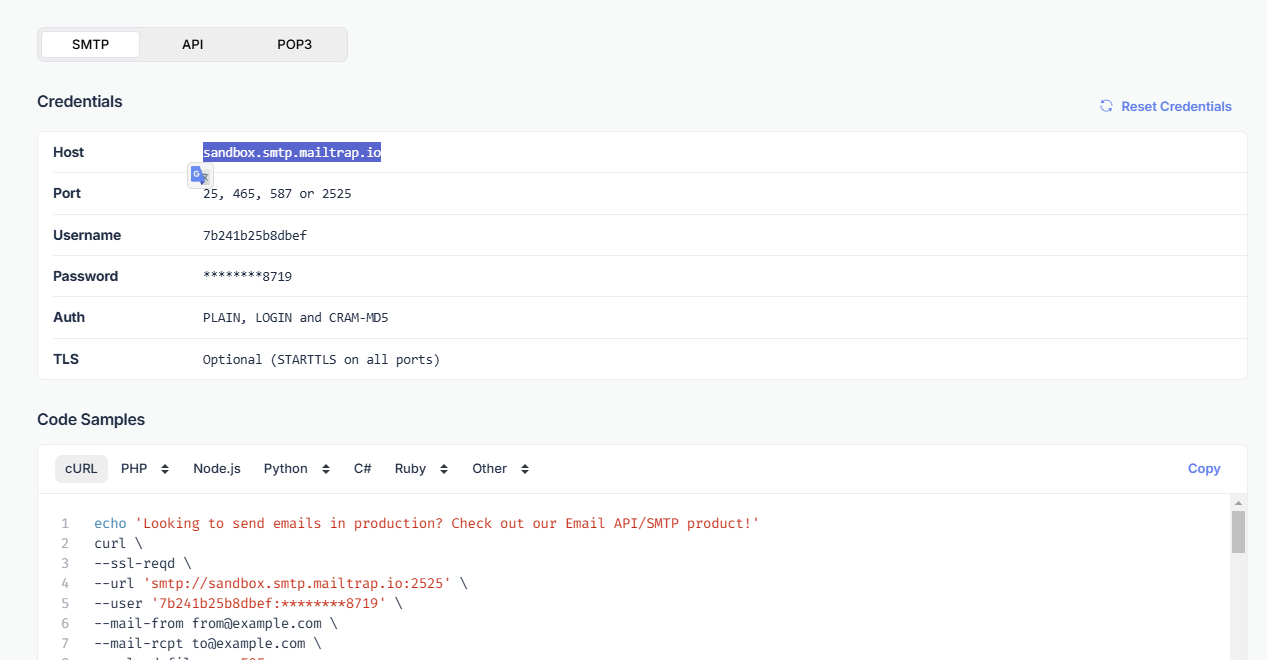 SMTP API POP3
Credentials
Reset Credentials
Host sandbox.smtp.mailtrap.io
Port 25, 465, 587 or 2525
Username 7b241b25b8dbef
Password ********8719
Auth PLAIN, LOGIN and CRAM-MD5
TLS Optional (STARTTLS on all ports)
Code Samples
cURL PHP Node.js Python C# Ruby Other Copy
1 echo 'Looking to send emails in production? Check out our Email API/SMTP product!'
2 curl \
3 --ssl-reqd \
4 --url 'smtp://sandbox.smtp.mailtrap.io:2525' \
5 --user '7b241b25b8dbef:********8719' \
6 --mail-from from@example.com \
7 --mail-rcpt to@example.com \